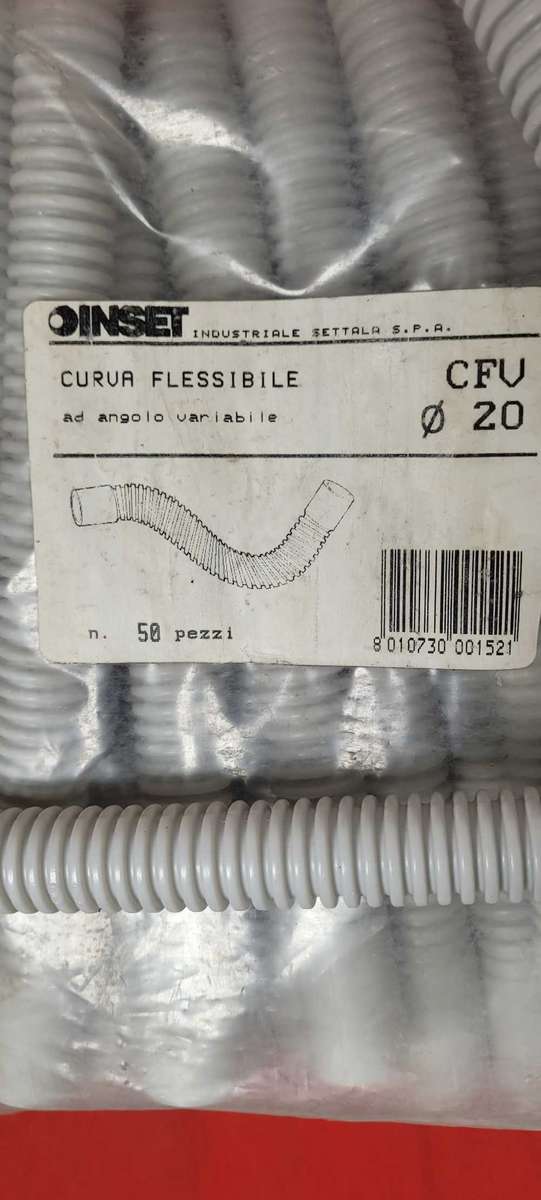 INSET INDUSTRIALE SETTALA S.P.A.
CURVA FLESSIBILE CFV
ad angolo variabile Ø 20
n. 50 pezzi
8 010730 001521